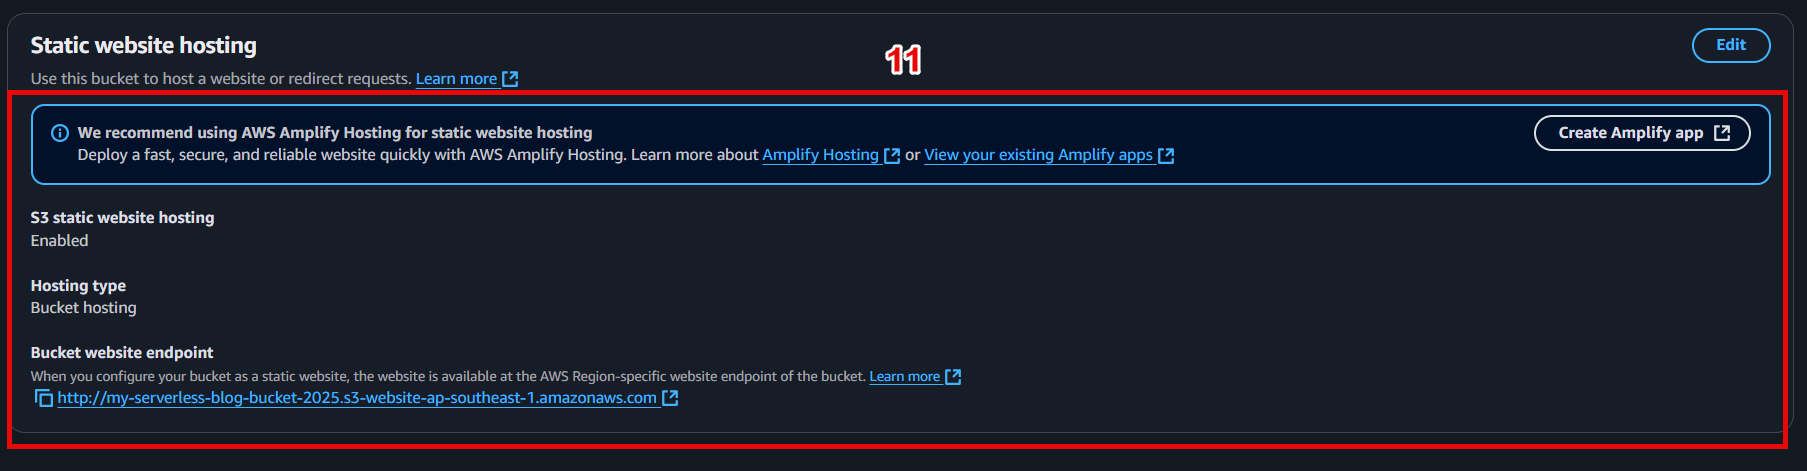 Static website hosting
Edit
11
Use this bucket to host a website or redirect requests. Learn more
We recommend using AWS Amplify Hosting for static website hosting
Create Amplify app
Deploy a fast, secure, and reliable website quickly with AWS Amplify Hosting. Learn more about Amplify Hosting or View your existing Amplify apps
S3 static website hosting
Enabled
Hosting type
Bucket hosting
Bucket website endpoint
When you configure your bucket as a static website, the website is available at the AWS Region-specific website endpoint of the bucket. Learn more
http://my-serverless-blog-bucket-2025.s3-website-ap-southeast-1.amazonaws.com